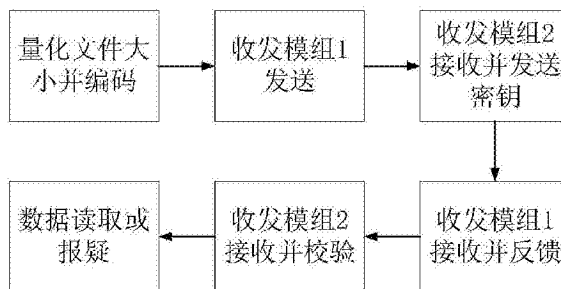 量化文件大
小并编码
收发模组1
发送
收发模组2
接收并发送
密钥
收发模组1
接收并反馈
收发模组2
接收并校验
数据读取或
报疑